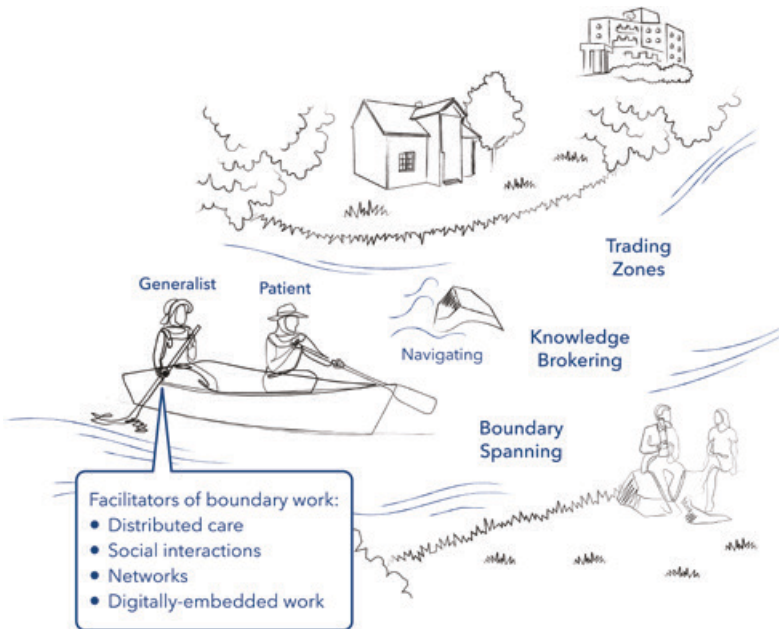 Trading
Zones
Generalist
Patient
Navigating
Knowledge
Brokering
Boundary
Spanning
Facilitators of boundary work:
• Distributed care
• Social interactions
• Networks
• Digitally-embedded work